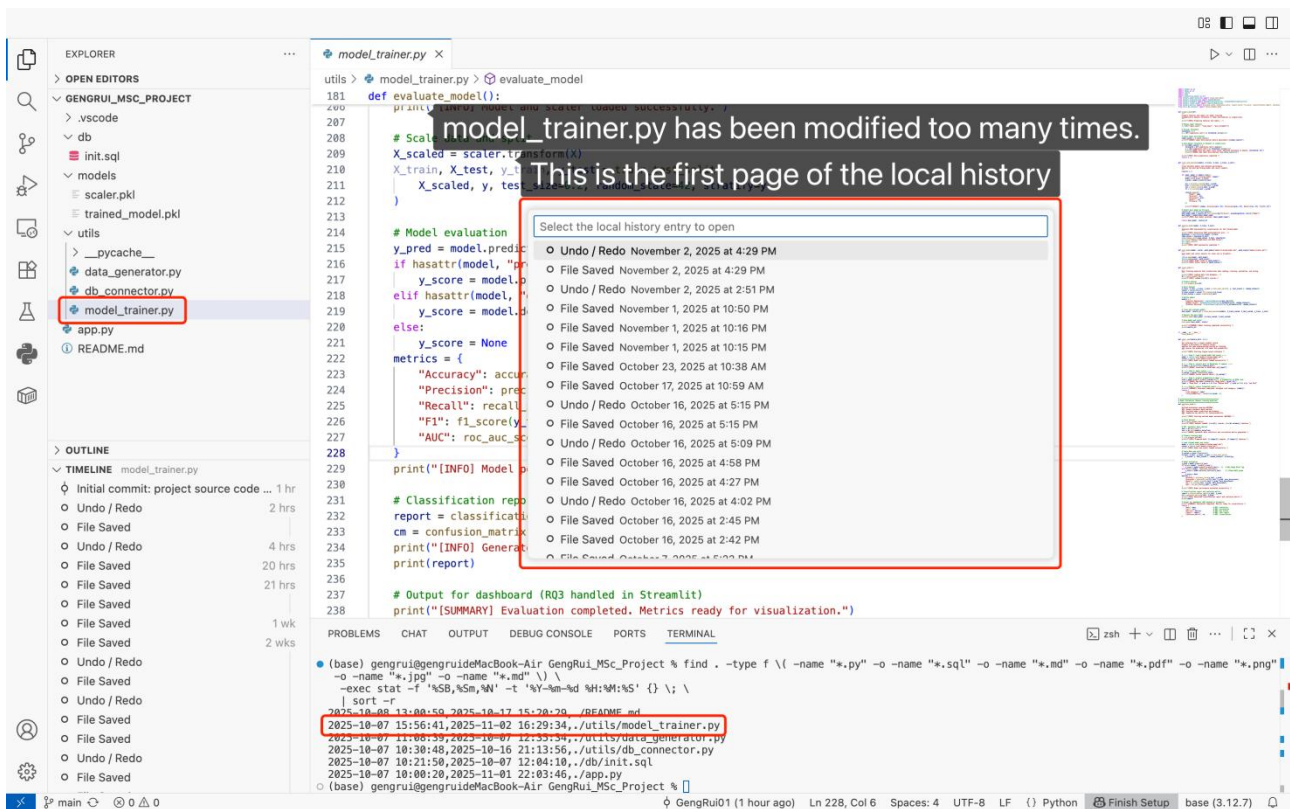 EXPLORER
OPEN EDITORS
GENGRUI_MSC_PROJECT
.vscode
db
init.sql
models
scaler.pkl
trained_model.pkl
utils
__pycache__
data_generator.py
db_connector.py
model_trainer.py
app.py
README.md
OUTLINE
TIMELINE model_trainer.py
Initial commit: project source code ... 1 hr
Undo / Redo 2 hrs
File Saved
Undo / Redo 4 hrs
File Saved 20 hrs
File Saved 21 hrs
File Saved
File Saved 1 wk
File Saved 2 wks
Undo / Redo
File Saved
Undo / Redo
File Saved
File Saved
Undo / Redo
File Saved
model_trainer.py
utils > model_trainer.py > evaluate_model
181 def evaluate_model():
206 print("[INFO] Model and scaler loaded successfully.")
207
model_trainer.py has bern modified too many times.
This is the first page of the local history
208 # Scale
209 X_scaled = scaler.transform(X)
210 X_train, X_test,
211 X_scaled, y,
212 )
213
214 # Model evaluation
215 y_pred = model.predic
216 if hasattr(model, "pr
217 y_score = model.p
218 elif hasattr(model,
219 y_score = model.d
220 else:
221 y_score = None
222 metrics = {
223 "Accuracy": accur
224 "Precision": prec
225 "Recall": recall_
226 "F1": f1_score(y_
227 "AUC": roc_auc_sc
228 }
229 print("[INFO] Model p
230
231 # Classification repo
232 report = classificati
233 cm = confusion_matrix
234 print("[INFO] Generat
235 print(report)
236
237 # Output for dashboard (RQ3 handled in Streamlit)
238 print("[SUMMARY] Evaluation completed. Metrics ready for visualization.")
Select the local history entry to open
Undo / Redo November 2, 2025 at 4:29 PM
File Saved November 2, 2025 at 4:29 PM
Undo / Redo November 2, 2025 at 2:51 PM
File Saved November 1, 2025 at 10:50 PM
File Saved November 1, 2025 at 10:16 PM
File Saved November 1, 2025 at 10:15 PM
File Saved October 23, 2025 at 10:38 AM
File Saved October 17, 2025 at 10:59 AM
Undo / Redo October 16, 2025 at 5:15 PM
File Saved October 16, 2025 at 5:15 PM
Undo / Redo October 16, 2025 at 5:09 PM
File Saved October 16, 2025 at 4:58 PM
File Saved October 16, 2025 at 4:27 PM
Undo / Redo October 16, 2025 at 4:02 PM
File Saved October 16, 2025 at 2:45 PM
File Saved October 16, 2025 at 2:42 PM
File Saved October 7, 2025 at 5:33 PM
PROBLEMS CHAT OUTPUT DEBUG CONSOLE PORTS TERMINAL
zsh
(base) gengrui@gengruideMacBook-Air GengRui_MSc_Project % find . -type f \( -name "*.py" -o -name "*.sql" -o -name "*.md" -o -name "*.pdf" -o -name "*.png"
-o -name "*.jpg" -o -name "*.md" \) \
-exec stat -f '%SB,%Sm,%N' -t '%Y-%m-%d %H:%M:%S' {} \; \
| sort -r
2025-10-08 13:00:59,2025-10-17 15:20:29,./README.md
2025-10-07 15:56:41,2025-11-02 16:29:34,./utils/model_trainer.py
2025-10-07 11:08:39,2025-10-07 12:35:34,./utils/data_generator.py
2025-10-07 10:30:48,2025-10-16 21:13:56,./utils/db_connector.py
2025-10-07 10:21:50,2025-10-07 12:04:10,./db/init.sql
2025-10-07 10:00:20,2025-11-01 22:03:46,./app.py
(base) gengrui@gengruideMacBook-Air GengRui_MSc_Project %
main 0 0 GengRui01 (1 hour ago) Ln 228, Col 6 Spaces: 4 UTF-8 LF {} Python Finish Setup base (3.12.7)